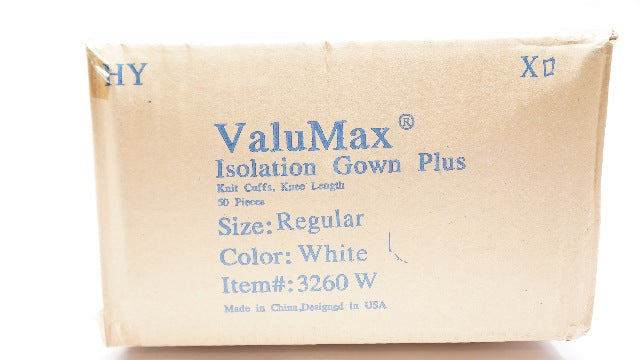 HY
X
ValuMax®
Isolation Gown Plus
Knit Cuffs, Knee Length
50 Pieces
Size: Regular
Color: White
Item#: 3260 W
Made in China,Designed in USA